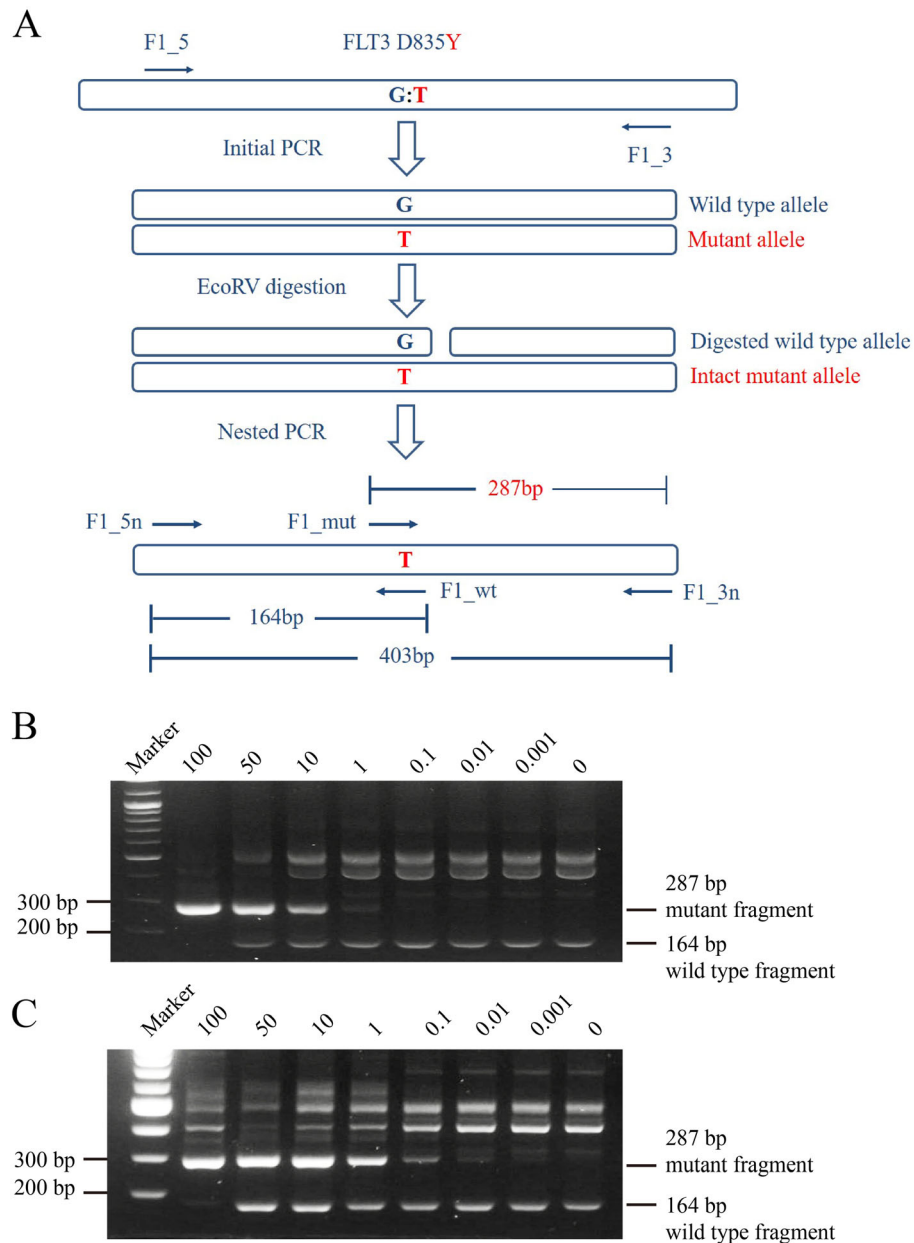 A
F1_5
FLT3 D835Y
G:T
Initial PCR
F1_3
G
Wild type allele
T
Mutant allele
EcoRV digestion
G
Digested wild type allele
T
Intact mutant allele
Nested PCR
287bp
F1_5n
F1_mut
T
F1_wt
F1_3n
164bp
403bp
B
Marker
100
50
10
1
0.1
0.01
0.001
0
300 bp
200 bp
287 bp
mutant fragment
164 bp
wild type fragment
C
Marker
100
50
10
1
0.1
0.01
0.001
0
300 bp
200 bp
287 bp
mutant fragment
164 bp
wild type fragment